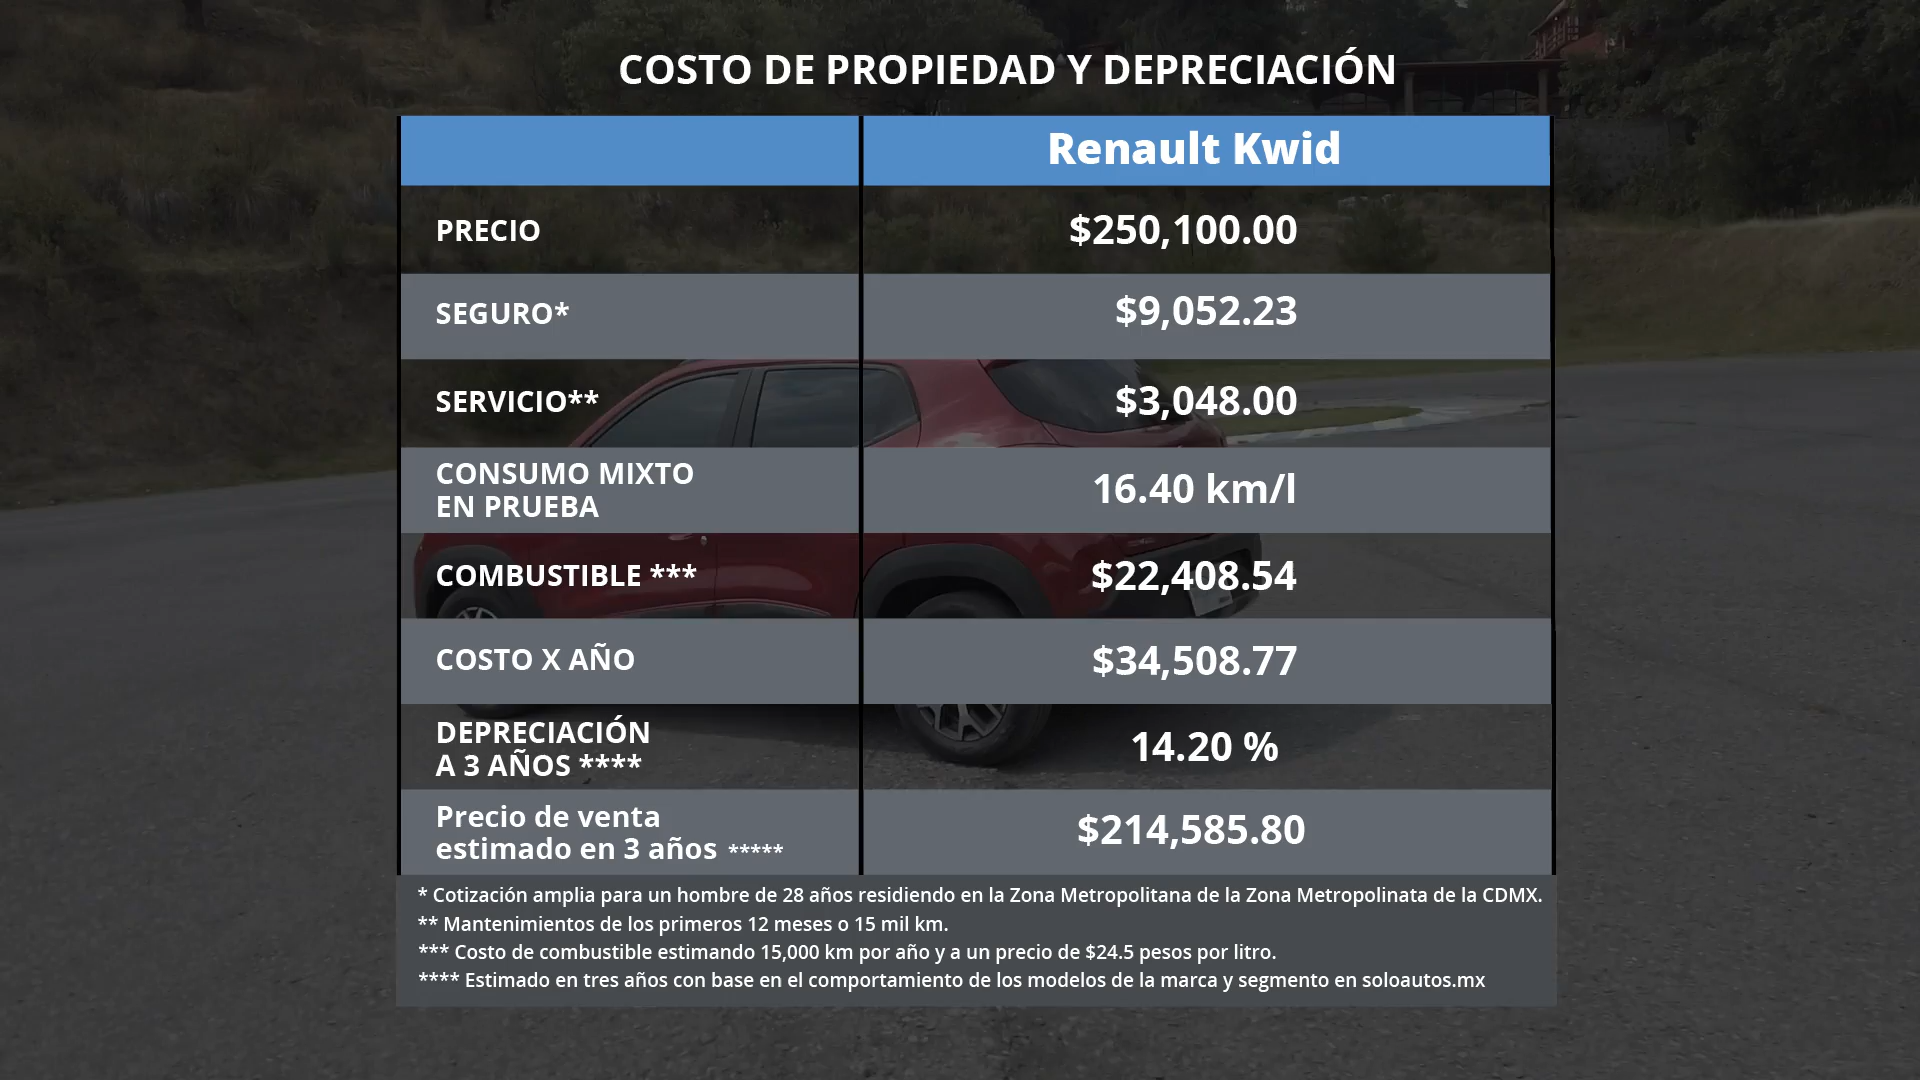 COSTO DE PROPIEDAD Y DEPRECIACIÓN
Renault Kwid
PRECIO
$250,100.00
SEGURO*
$9,052.23
SERVICIO**
$3,048.00
CONSUMO MIXTO
EN PRUEBA
16.40 km/l
COMBUSTIBLE ***
$22,408.54
COSTO X AÑO
$34,508.77
DEPRECIACIÓN
A 3 AÑOS ****
14.20 %
Precio de venta
estimado en 3 años *****
$214,585.80
* Cotización amplia para un hombre de 28 años residiendo en la Zona Metropolitana de la Zona Metropolinata de la CDMX.
** Mantenimientos de los primeros 12 meses o 15 mil km.
*** Costo de combustible estimando 15,000 km por año y a un precio de $24.5 pesos por litro.
**** Estimado en tres años con base en el comportamiento de los modelos de la marca y segmento en soloautos.mx